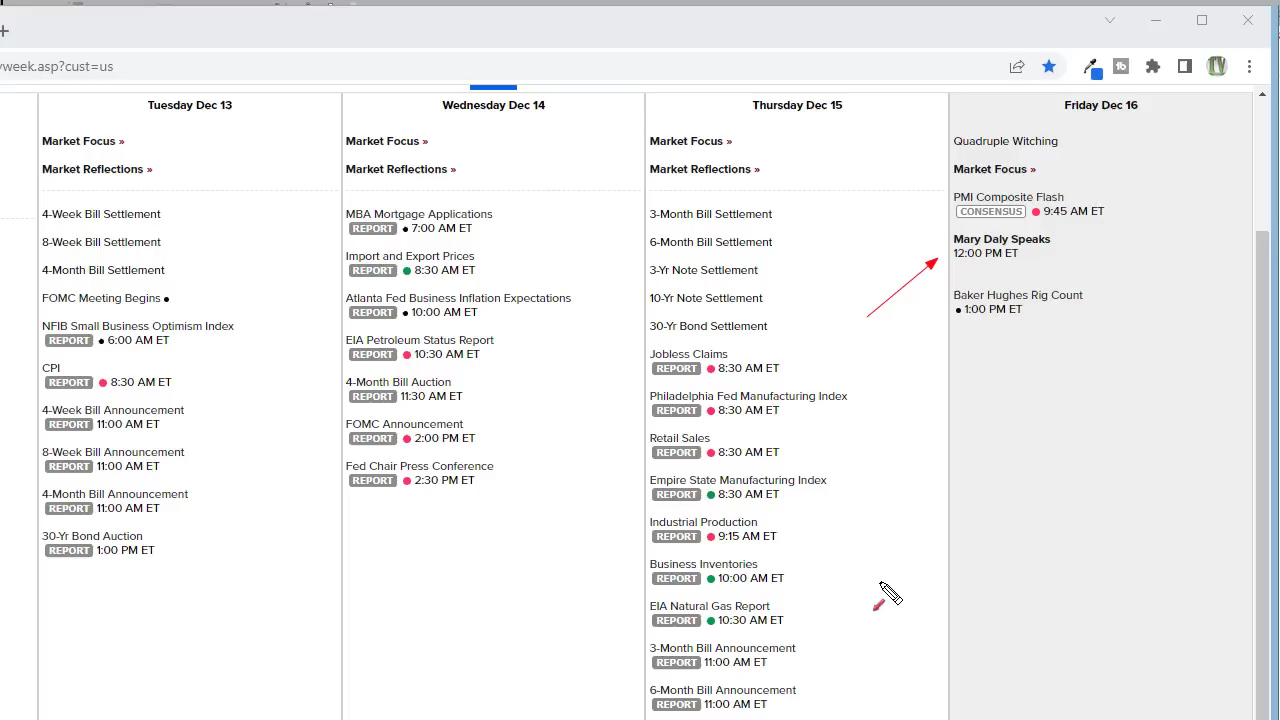 yweek.asp?cust=us
Tuesday Dec 13
Market Focus »
Market Reflections »
4-Week Bill Settlement
8-Week Bill Settlement
4-Month Bill Settlement
FOMC Meeting Begins
NFIB Small Business Optimism Index
REPORT 6:00 AM ET
CPI
REPORT 8:30 AM ET
4-Week Bill Announcement
REPORT 11:00 AM ET
8-Week Bill Announcement
REPORT 11:00 AM ET
4-Month Bill Announcement
REPORT 11:00 AM ET
30-Yr Bond Auction
REPORT 1:00 PM ET
Wednesday Dec 14
Market Focus »
Market Reflections »
MBA Mortgage Applications
REPORT 7:00 AM ET
Import and Export Prices
REPORT 8:30 AM ET
Atlanta Fed Business Inflation Expectations
REPORT 10:00 AM ET
EIA Petroleum Status Report
REPORT 10:30 AM ET
4-Month Bill Auction
REPORT 11:30 AM ET
FOMC Announcement
REPORT 2:00 PM ET
Fed Chair Press Conference
REPORT 2:30 PM ET
Thursday Dec 15
Market Focus »
Market Reflections »
3-Month Bill Settlement
6-Month Bill Settlement
3-Yr Note Settlement
10-Yr Note Settlement
30-Yr Bond Settlement
Jobless Claims
REPORT 8:30 AM ET
Philadelphia Fed Manufacturing Index
REPORT 8:30 AM ET
Retail Sales
REPORT 8:30 AM ET
Empire State Manufacturing Index
REPORT 8:30 AM ET
Industrial Production
REPORT 9:15 AM ET
Business Inventories
REPORT 10:00 AM ET
EIA Natural Gas Report
REPORT 10:30 AM ET
3-Month Bill Announcement
REPORT 11:00 AM ET
6-Month Bill Announcement
REPORT 11:00 AM ET
Friday Dec 16
Quadruple Witching
Market Focus »
PMI Composite Flash
CONSENSUS 9:45 AM ET
Mary Daly Speaks
12:00 PM ET
Baker Hughes Rig Count
1:00 PM ET